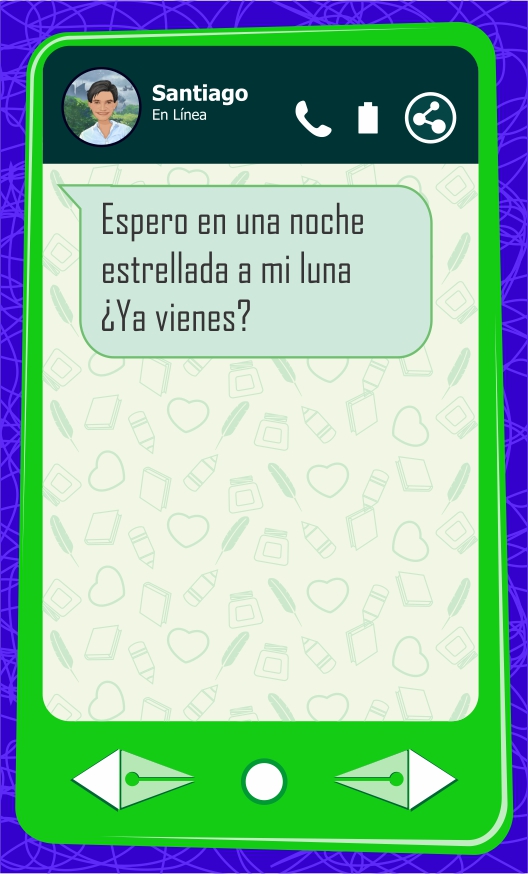 Santiago
En Línea
Espero en una noche
estrellada a mi luna
¿Ya vienes?